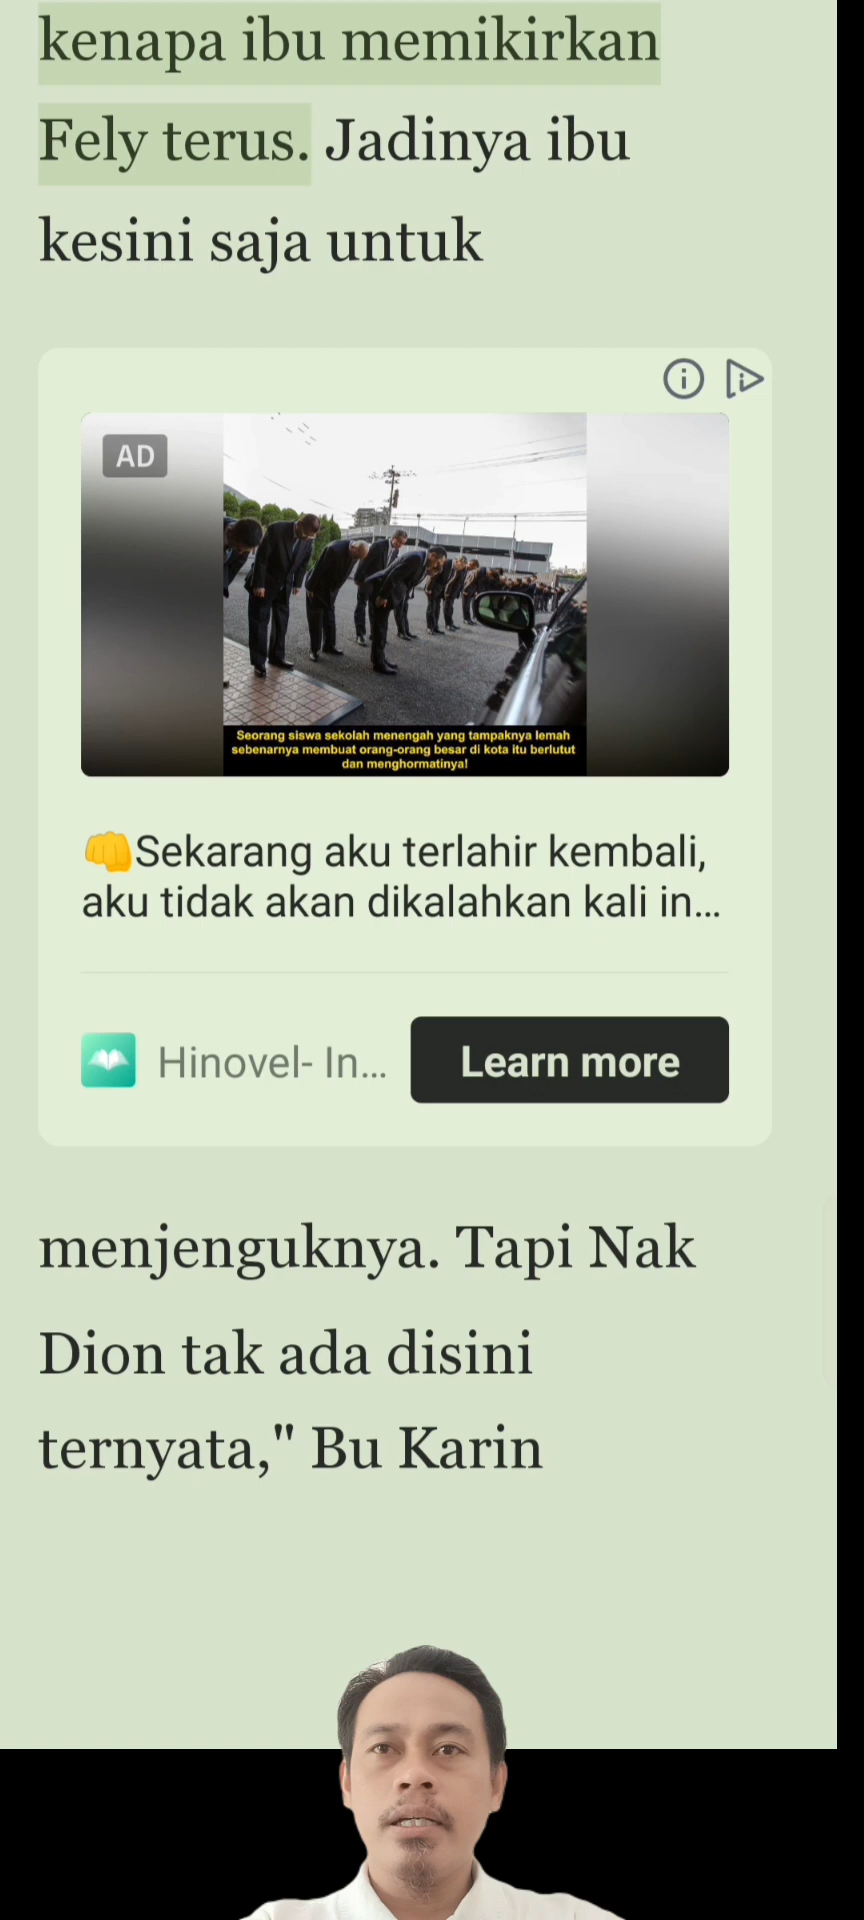 kenapa ibu memikirkan
Fely terus. Jadinya ibu
kesini saja untuk
AD
Seorang siswa sekolah menengah yang tampaknya lemah
sebenarnya membuat orang-orang besar di kota itu berlutut
dan menghormatinya!
👊Sekarang aku terlahir kembali,
aku tidak akan dikalahkan kali in...
Hinovel- In...
Learn more
menjenguknya. Tapi Nak
Dion tak ada disini
ternyata," Bu Karin